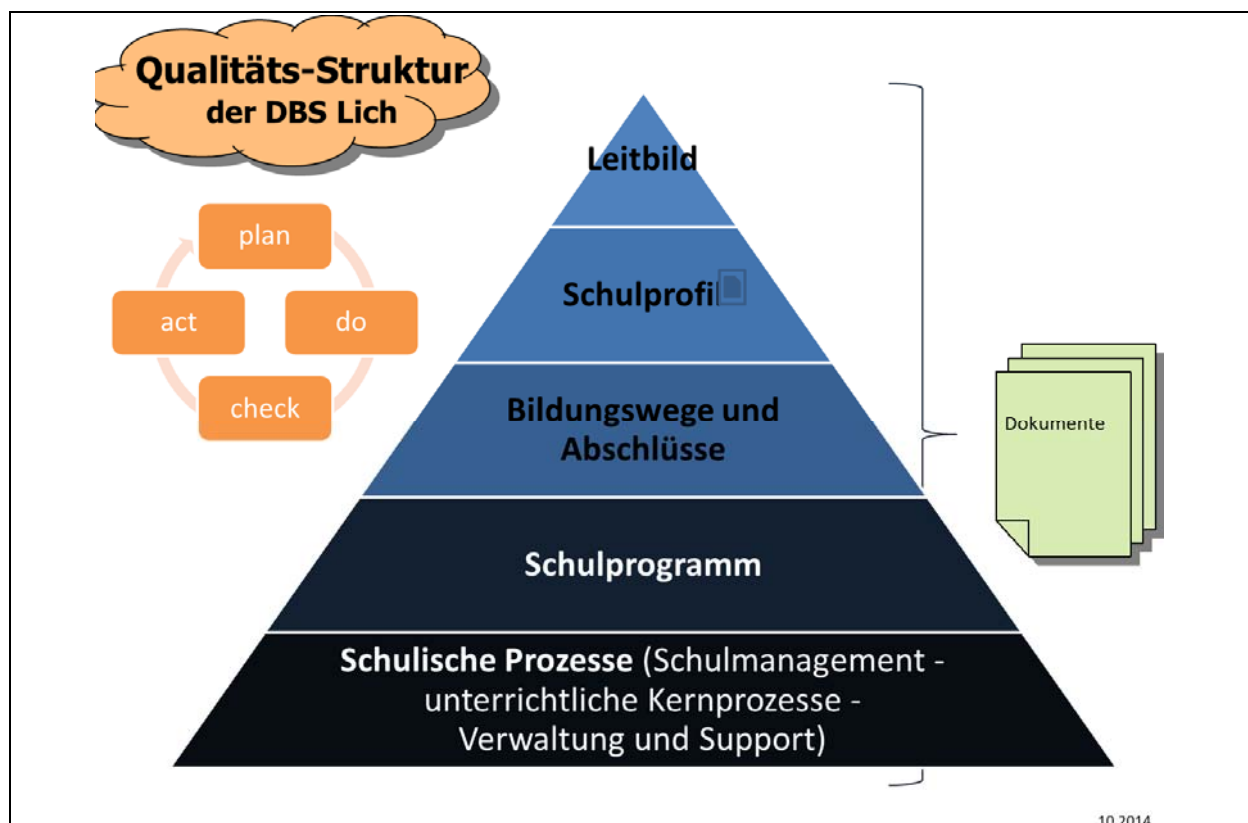 Qualitäts-Struktur
der DBS Lich
plan
do
check
act
Leitbild
Schulprofil
Bildungswege und
Abschlüsse
Schulprogramm
Schulische Prozesse (Schulmanagement -
unterrichtliche Kernprozesse -
Verwaltung und Support)
Dokumente
10.2014